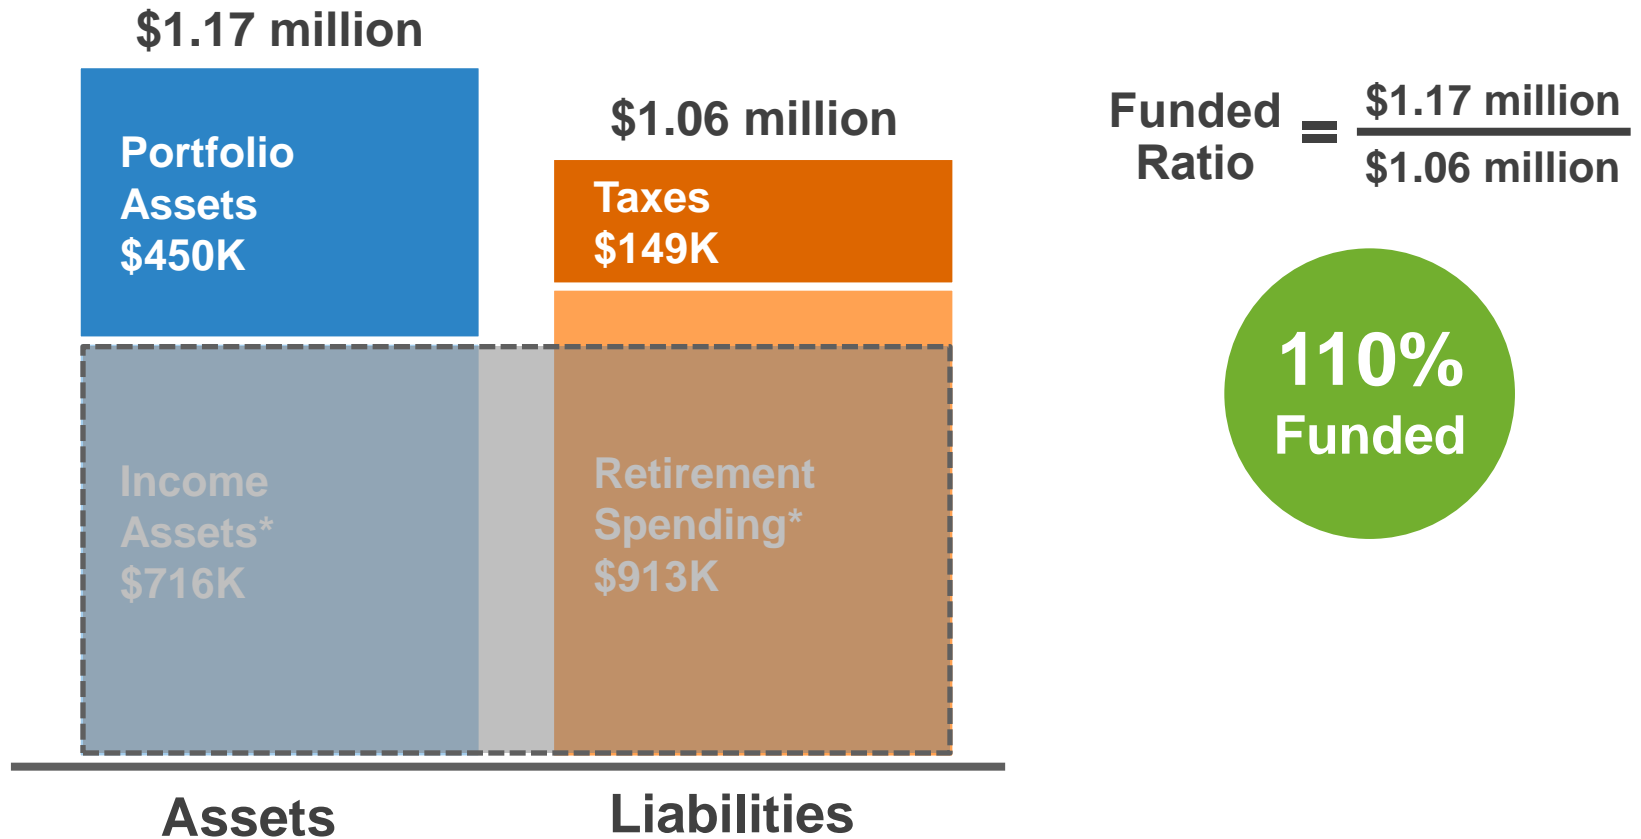 $1.17 million
Portfolio
Assets
$450K
Income
Assets*
$716K
Assets
$1.06 million
Taxes
$149K
Retirement
Spending*
$913K
Liabilities
Funded
Ratio
=
$1.17 million
$1.06 million
110%
Funded